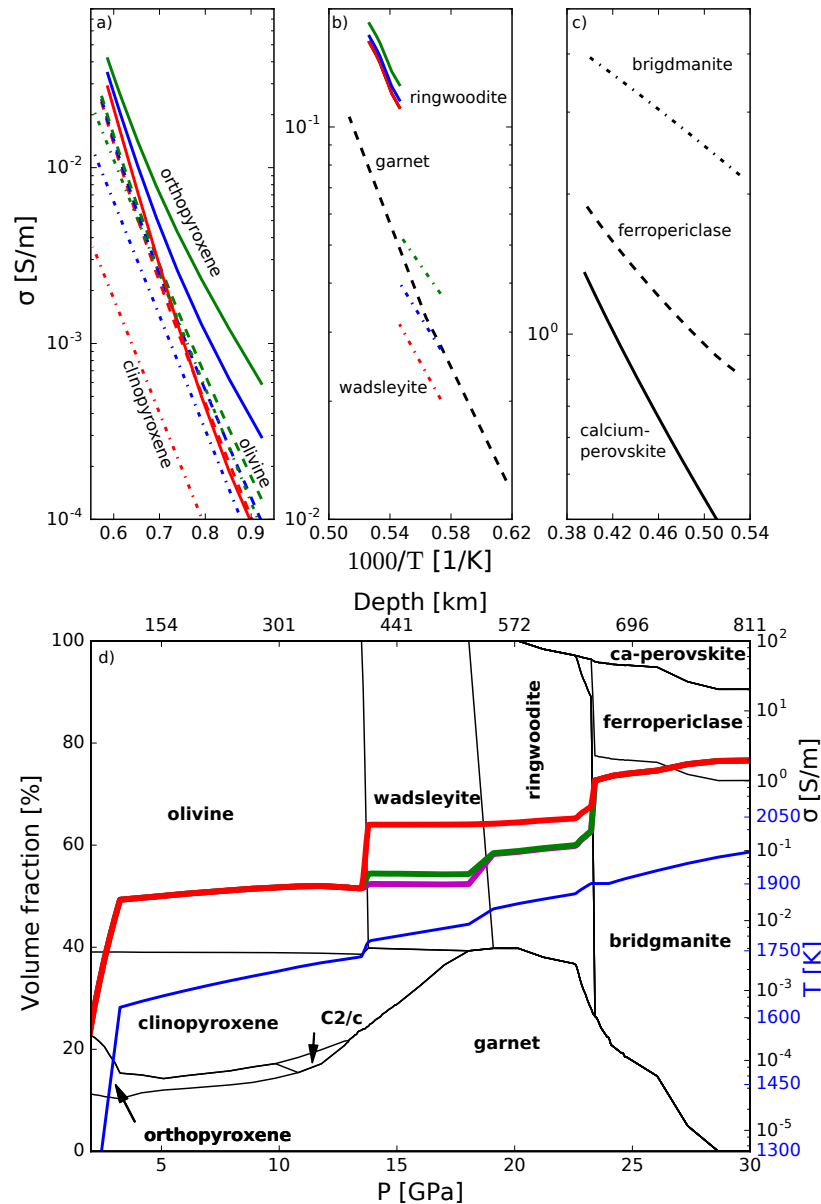 a)
b)
c)
orthopyroxene
clinopyroxene
olivine
ringwoodite
garnet
wadsleyite
brigdmanite
ferropericlase
calcium-
perovskite
σ [S/m]
10⁻²
10⁻³
10⁻⁴
10⁻¹
10⁻²
10⁰
0.6 0.7 0.8 0.9
0.50 0.54 0.58 0.62
0.38 0.42 0.46 0.50 0.54
1000/T [1/K]
Depth [km]
154 301 441 572 696 811
d)
100
80
60
40
20
0
Volume fraction [%]
olivine
wadsleyite
ringwoodite
ca-perovskite
ferropericlase
bridgmanite
clinopyroxene
C2/c
garnet
orthopyroxene
10²
10¹
10⁰
10⁻¹
10⁻²
10⁻³
10⁻⁴
10⁻⁵
σ [S/m]
2050
1900
1750
1600
1450
1300
T [K]
5 10 15 20 25 30
P [GPa]